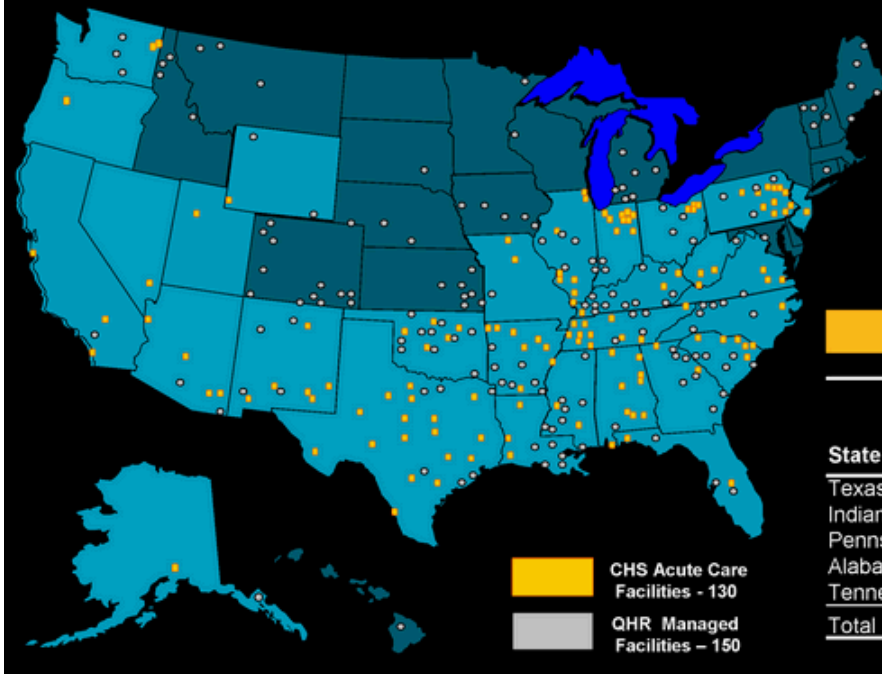 State
Texas
Indian
Penns
Alaba
Tenne
Total
CHS Acute Care
Facilities - 130
QHR Managed
Facilities – 150